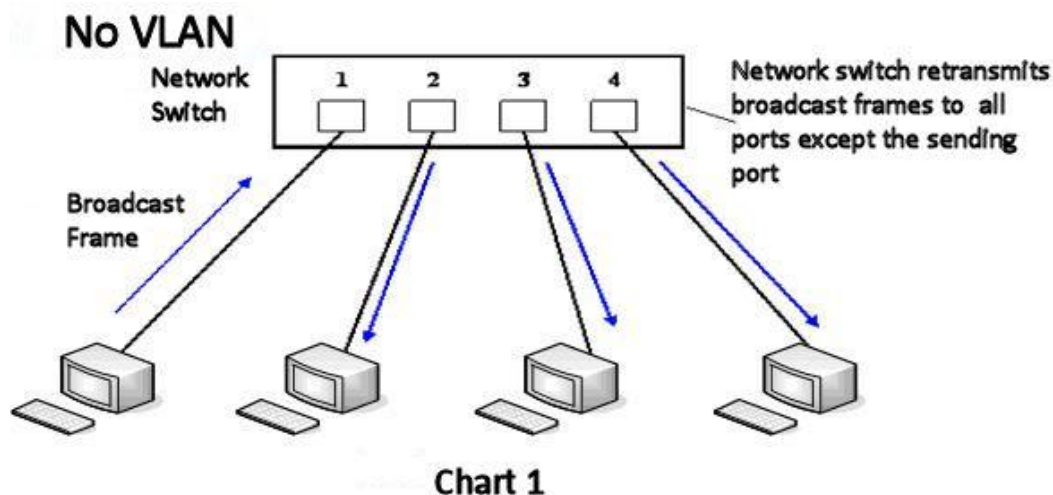 No VLAN
Network
Switch
1 2 3 4
Network switch retransmits
broadcast frames to all
ports except the sending
port
Broadcast
Frame
Chart 1